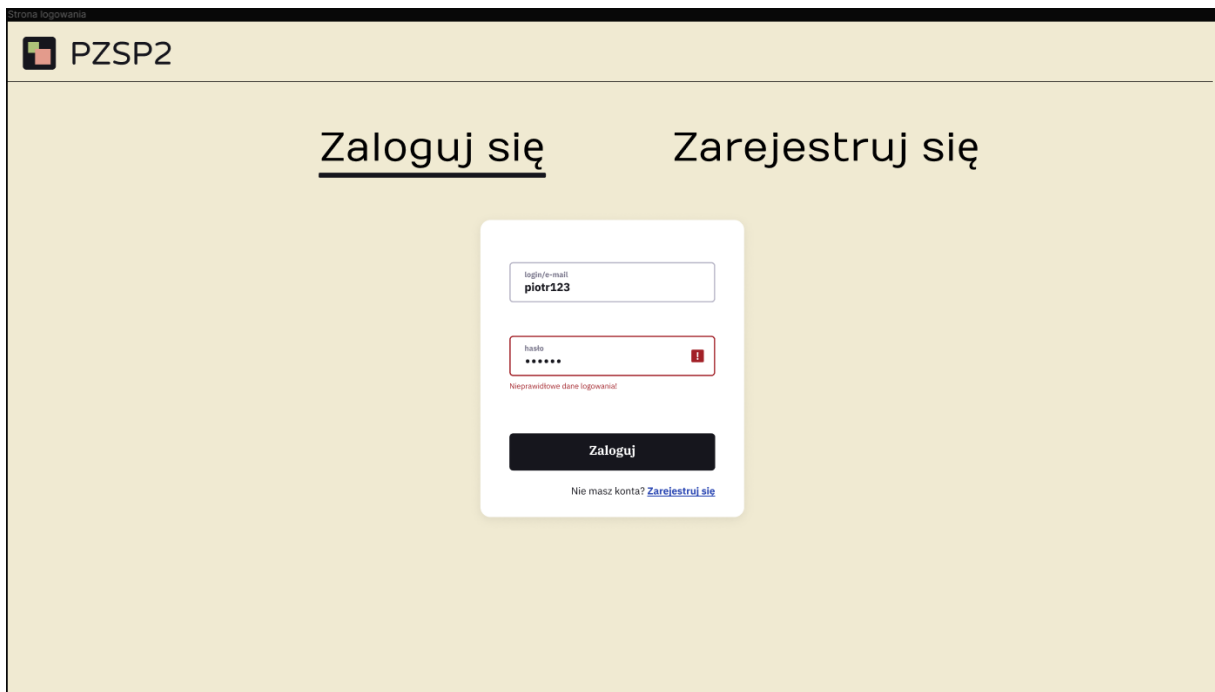 Strona logowania
PZSP2
Zaloguj się
Zarejestruj się
login/e-mail
piotr123
hasło
••••••
!
Nieprawidłowe dane logowania!
Zaloguj
Nie masz konta? Zarejestruj się